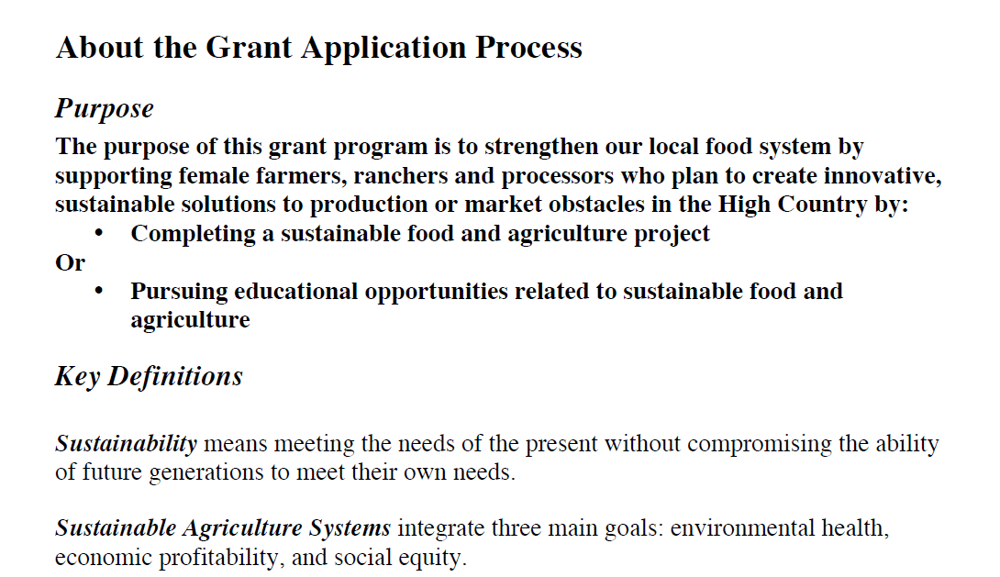 About the Grant Application Process
Purpose
The purpose of this grant program is to strengthen our local food system by
supporting female farmers, ranchers and processors who plan to create innovative,
sustainable solutions to production or market obstacles in the High Country by:
• Completing a sustainable food and agriculture project
Or
• Pursuing educational opportunities related to sustainable food and
agriculture
Key Definitions
Sustainability means meeting the needs of the present without compromising the ability
of future generations to meet their own needs.
Sustainable Agriculture Systems integrate three main goals: environmental health,
economic profitability, and social equity.